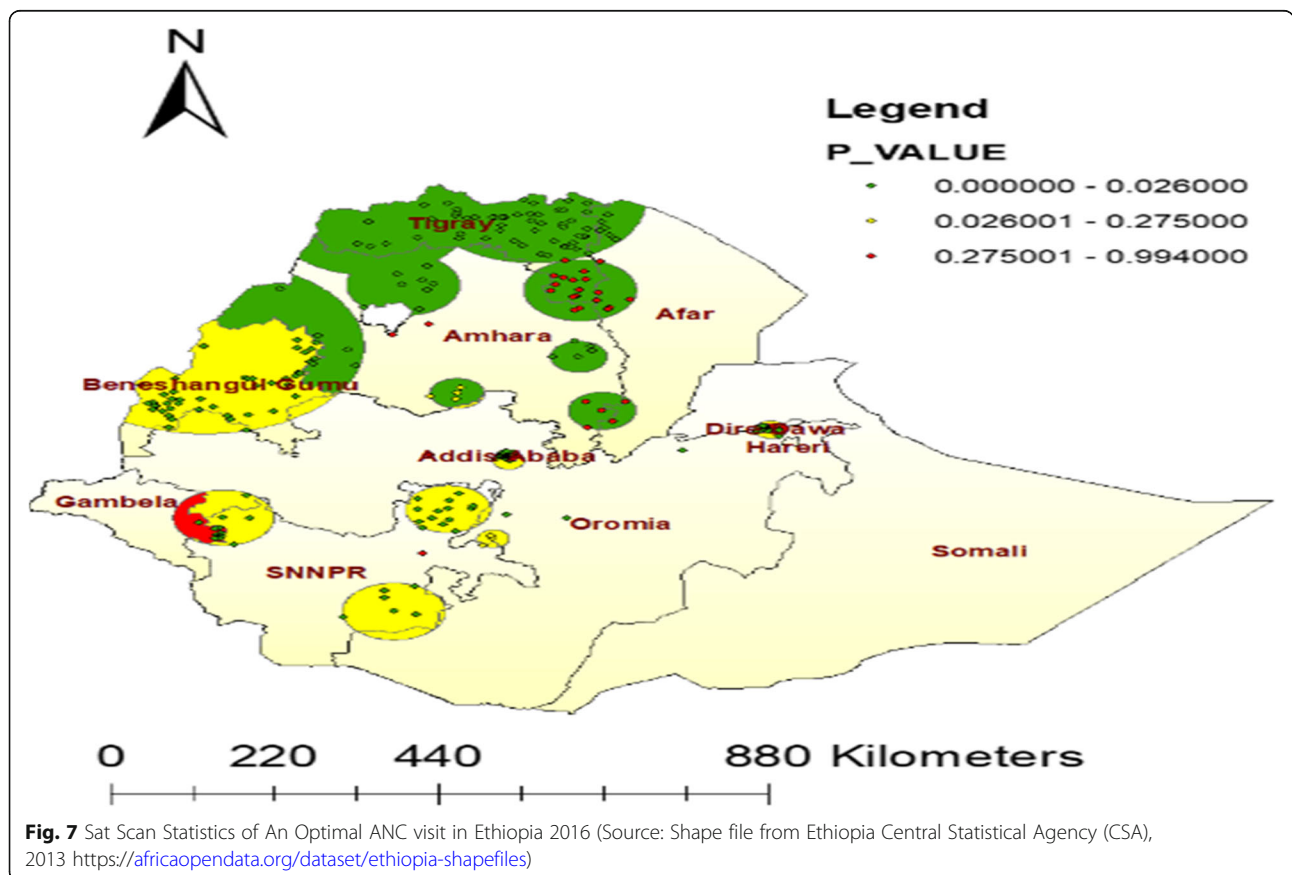 N
Legend
P_VALUE
0.000000 - 0.026000
0.026001 - 0.275000
0.275001 - 0.994000
Tigray
Afar
Amhara
Beneshangul Gumu
Dire Dawa
Hareri
Addis Ababa
Gambela
Oromia
Somali
SNNPR
0 220 440 880 Kilometers
Fig. 7 Sat Scan Statistics of An Optimal ANC visit in Ethiopia 2016 (Source: Shape file from Ethiopia Central Statistical Agency (CSA),
2013 https://africaopendata.org/dataset/ethiopia-shapefiles)